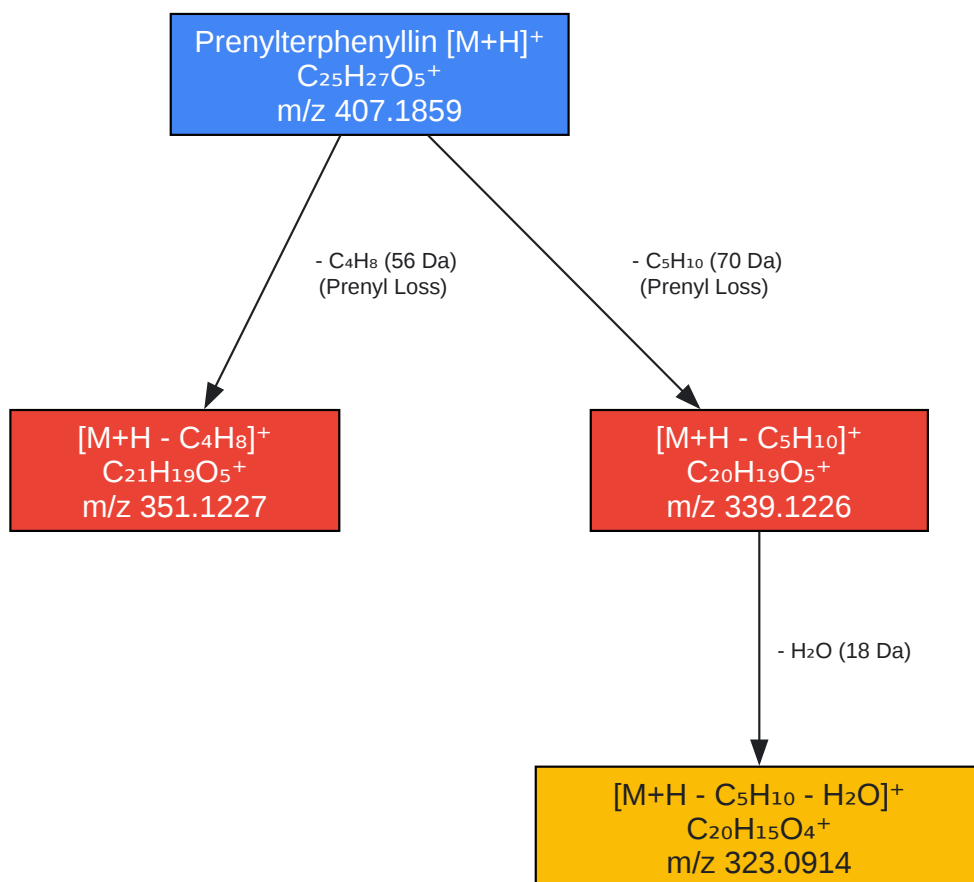 Prenylterphenyllin [M+H]⁺
C₂₅H₂₇O₅⁺
m/z 407.1859
- C₄H₈ (56 Da)
(Prenyl Loss)
- C₅H₁₀ (70 Da)
(Prenyl Loss)
[M+H - C₄H₈]⁺
C₂₁H₁₉O₅⁺
m/z 351.1227
[M+H - C₅H₁₀]⁺
C₂₀H₁₉O₅⁺
m/z 339.1226
- H₂O (18 Da)
[M+H - C₅H₁₀ - H₂O]⁺
C₂₀H₁₅O₄⁺
m/z 323.0914